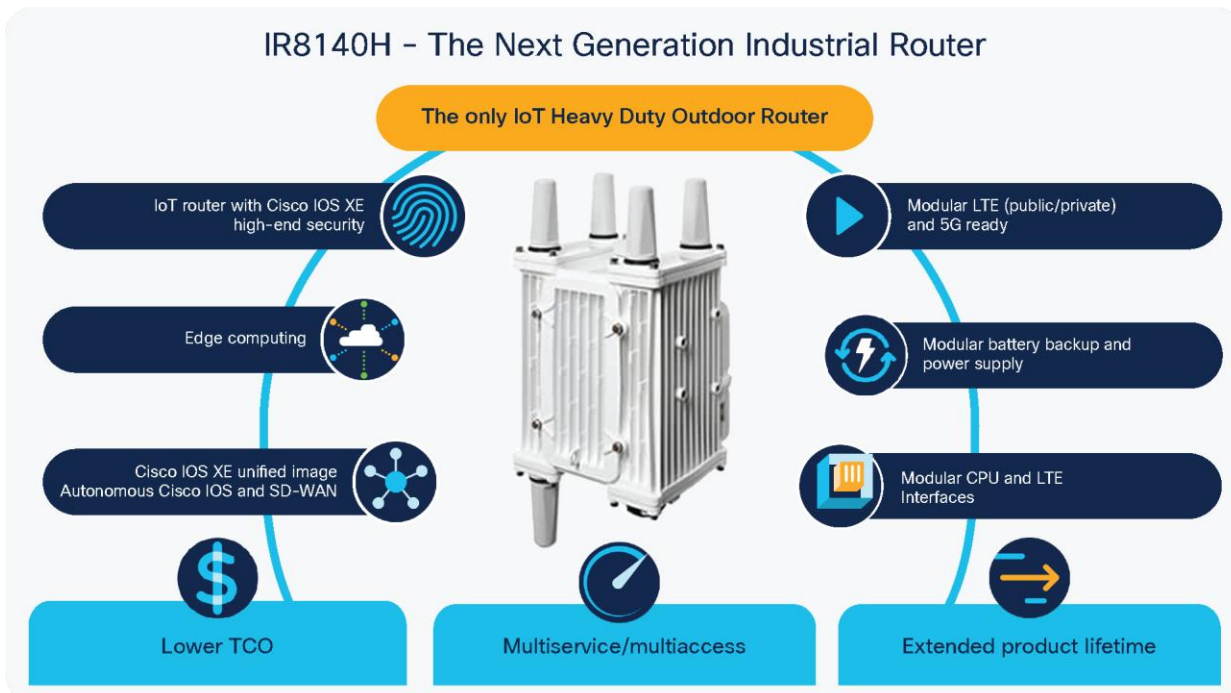 IR8140H - The Next Generation Industrial Router
The only IoT Heavy Duty Outdoor Router
IoT router with Cisco IOS XE
high-end security
Modular LTE (public/private)
and 5G ready
Edge computing
Modular battery backup and
power supply
Cisco IOS XE unified image
Autonomous Cisco IOS and SD-WAN
Modular CPU and LTE
Interfaces
Lower TCO
Multiservice/multiaccess
Extended product lifetime